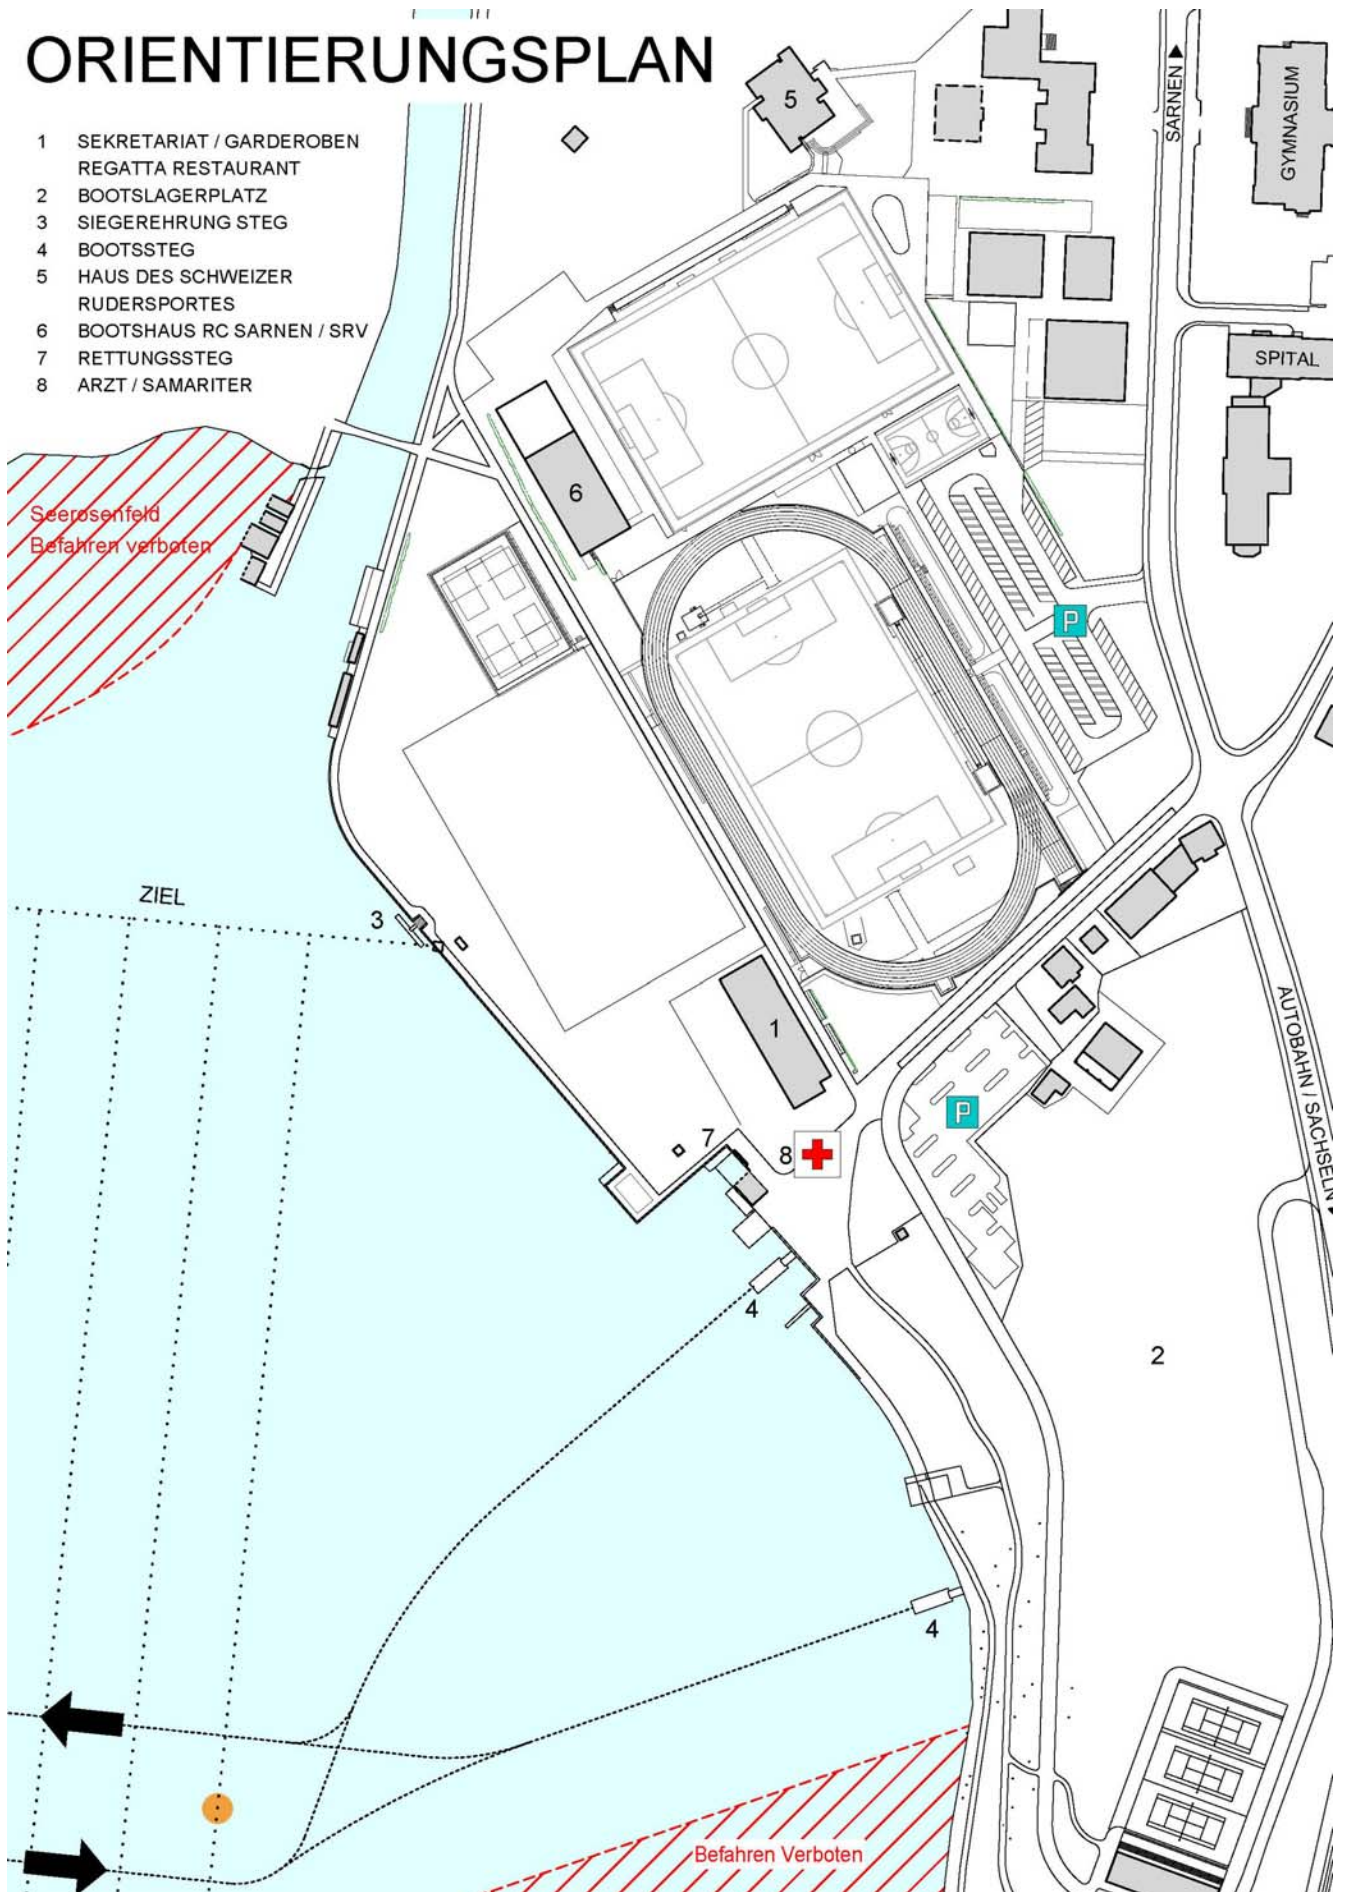 ORIENTIERUNGSPLAN
1 SEKRETARIAT / GARDEROBEN
REGATTA RESTAURANT
2 BOOTSLAGERPLATZ
3 SIEGEREHRUNG STEG
4 BOOTSSTEG
5 HAUS DES SCHWEIZER
RUDERSPORTES
6 BOOTSHAUS RC SARNEN / SRV
7 RETTUNGSSTEG
8 ARZT / SAMARITER
5
SARNEN
GYMNASIUM
SPITAL
6
Seerosenfeld
Befahren verboten
P
ZIEL
3
1
AUTOBAHN / SACHSELN
P
7
8
4
2
4
Befahren Verboten